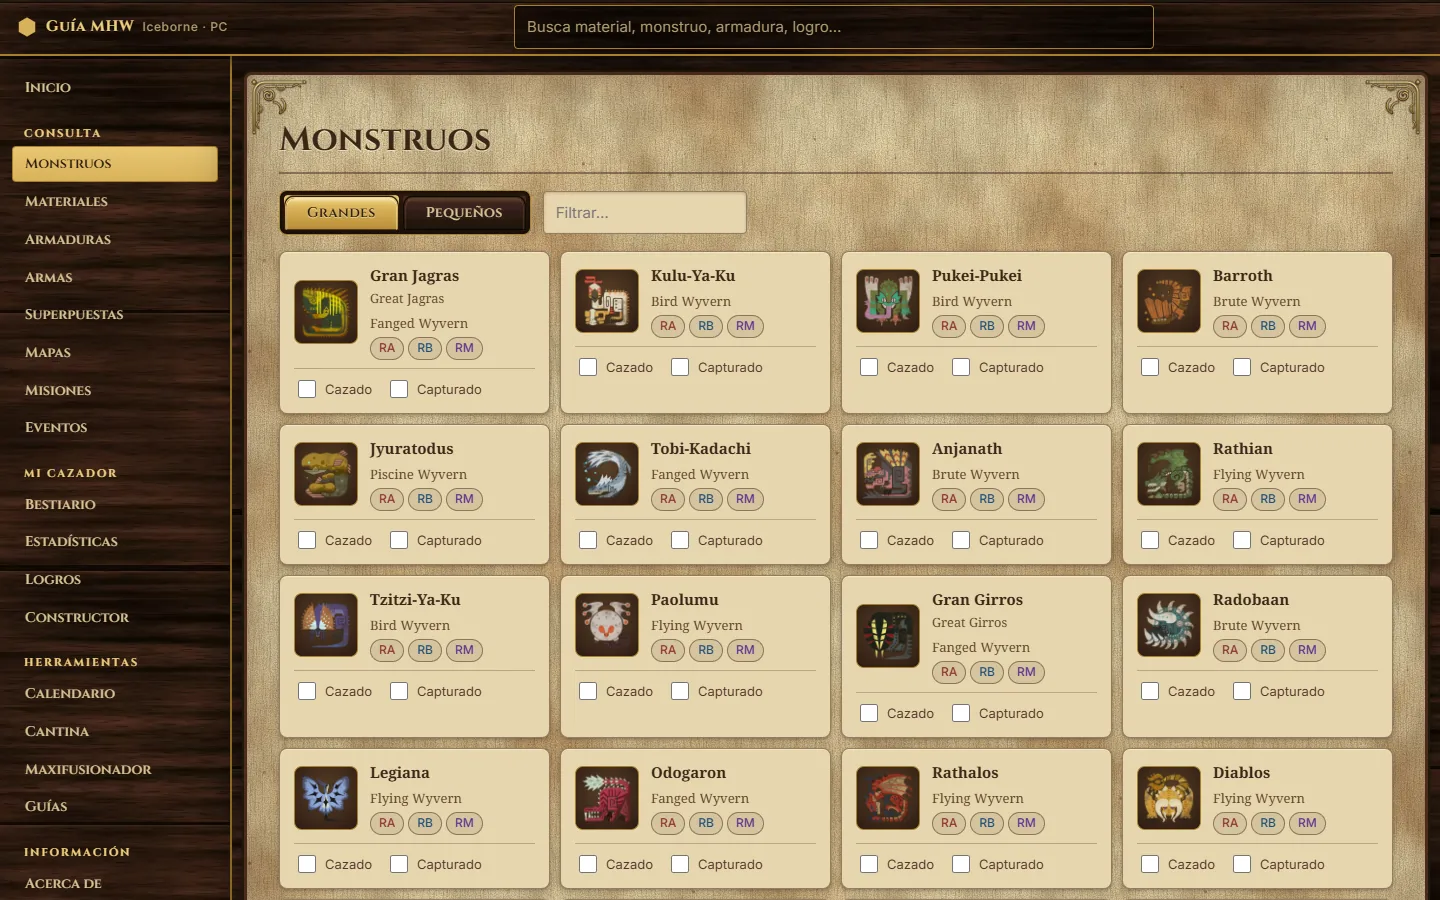 Guía MHW Iceborne · PC
Busca material, monstruo, armadura, logro...
Inicio
CONSULTA
Monstruos
Materiales
Armaduras
Armas
Superpuestas
Mapas
Misiones
Eventos
MI CAZADOR
Bestiario
Estadísticas
Logros
Constructor
HERRAMIENTAS
Calendario
Cantina
Maxifusionador
Guías
INFORMACIÓN
Acerca de
Monstruos
Grandes
Pequeños
Filtrar...
Gran Jagras
Great Jagras
Fanged Wyvern
RA RB RM
Cazado Capturado
Kulu-Ya-Ku
Bird Wyvern
RA RB RM
Cazado Capturado
Pukei-Pukei
Bird Wyvern
RA RB RM
Cazado Capturado
Barroth
Brute Wyvern
RA RB RM
Cazado Capturado
Jyuratodus
Piscine Wyvern
RA RB RM
Cazado Capturado
Tobi-Kadachi
Fanged Wyvern
RA RB RM
Cazado Capturado
Anjanath
Brute Wyvern
RA RB RM
Cazado Capturado
Rathian
Flying Wyvern
RA RB RM
Cazado Capturado
Tzitzi-Ya-Ku
Bird Wyvern
RA RB RM
Cazado Capturado
Paolumu
Flying Wyvern
RA RB RM
Cazado Capturado
Gran Girros
Great Girros
Fanged Wyvern
RA RB RM
Cazado Capturado
Radobaan
Brute Wyvern
RA RB RM
Cazado Capturado
Legiana
Flying Wyvern
RA RB RM
Cazado Capturado
Odogaron
Fanged Wyvern
RA RB RM
Cazado Capturado
Rathalos
Flying Wyvern
RA RB RM
Cazado Capturado
Diablos
Flying Wyvern
RA RB RM
Cazado Capturado